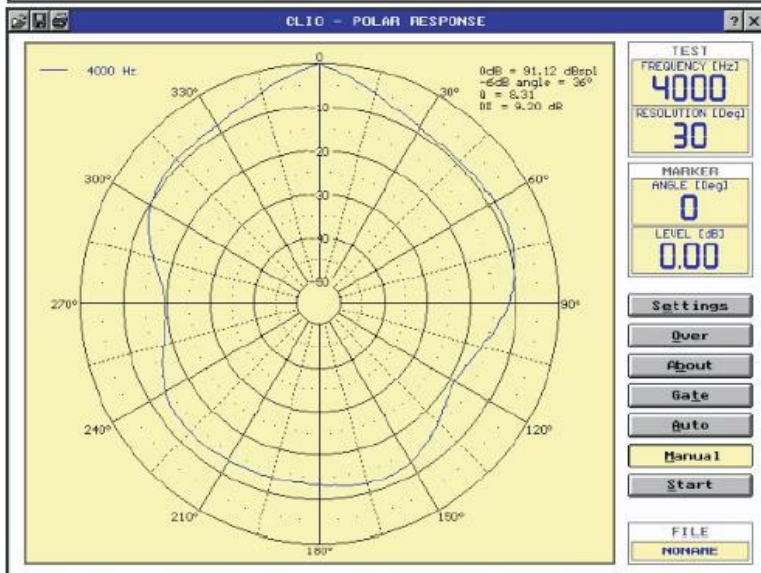 CLIO - POLAR RESPONSE
? X
4000 Hz
0dB = 91.12 dBspl
-6dB angle = 36°
Q = 8.31
DI = 9.20 dB
0
30°
60°
90°
120°
150°
180°
210°
240°
270°
300°
330°
-10
-20
-30
-40
-50
TEST
FREQUENCY [Hz]
4000
RESOLUTION [Deg]
30
MARKER
ANGLE [Deg]
0
LEVEL [dB]
0.00
Settings
Over
About
Gate
Auto
Manual
Start
FILE
NONAME